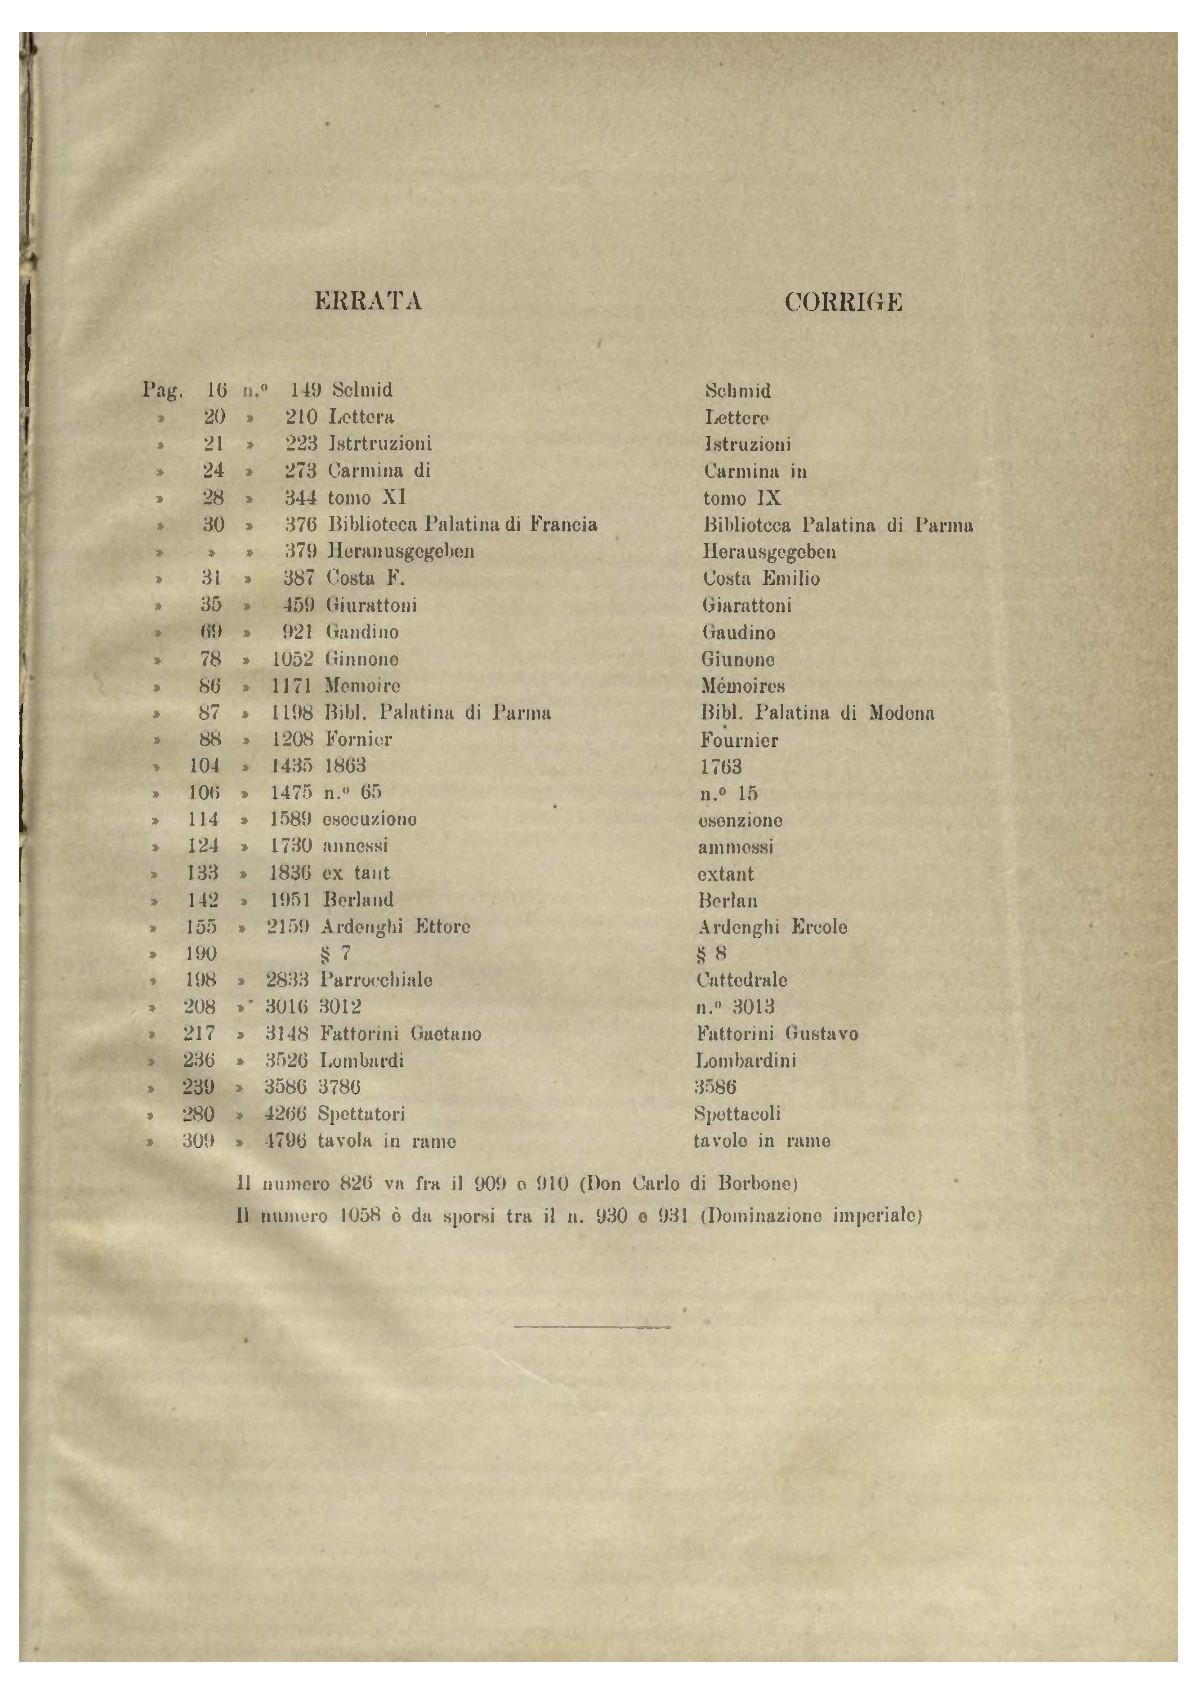 ERRATA CORRIGE
Pag. 16 n.º 149 Selmid Schmid
» 20 » 210 Lettera Lettere
» 21 » 223 Istrtruzioni Istruzioni
» 24 » 273 Carmina di Carmina in
» 28 » 344 tomo XI tomo IX
» 30 » 376 Biblioteca Palatina di Francia Biblioteca Palatina di Parma
» » » 379 Heranusgegeben Herausgegeben
» 31 » 387 Costa F. Costa Emilio
» 35 » 459 Giurattoni Giarattoni
» 69 » 921 Gandino Gaudino
» 78 » 1052 Ginnone Giunone
» 86 » 1171 Memoire Mémoires
» 87 » 1198 Bibl. Palatina di Parma Bibl. Palatina di Modena
» 88 » 1208 Fornier Fournier
» 104 » 1435 1863 1763
» 106 » 1475 n.º 65 n.º 15
» 114 » 1589 esecuzione esenzione
» 124 » 1730 annessi ammessi
» 133 » 1836 ex tant extant
» 142 » 1951 Berland Berlan
» 155 » 2159 Ardenghi Ettore Ardenghi Ercole
» 190 § 7 § 8
» 198 » 2833 Parrocchiale Cattedrale
» 208 » 3016 3012 n.º 3013
» 217 » 3148 Fattorini Gaetano Fattorini Gustavo
» 236 » 3526 Lombardi Lombardini
» 239 » 3586 3786 3586
» 280 » 4266 Spettatori Spettacoli
» 309 » 4796 tavola in rame tavole in rame
Il numero 826 va fra il 909 e 910 (Don Carlo di Borbone)
Il numero 1058 è da sporsi tra il n. 930 e 931 (Dominazione imperiale)